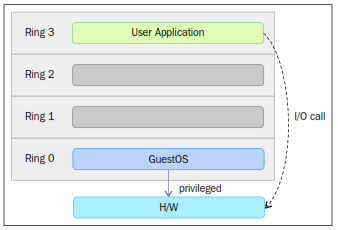 Ring 3
User Application
Ring 2
Ring 1
I/O call
Ring 0
GuestOS
privileged
H/W